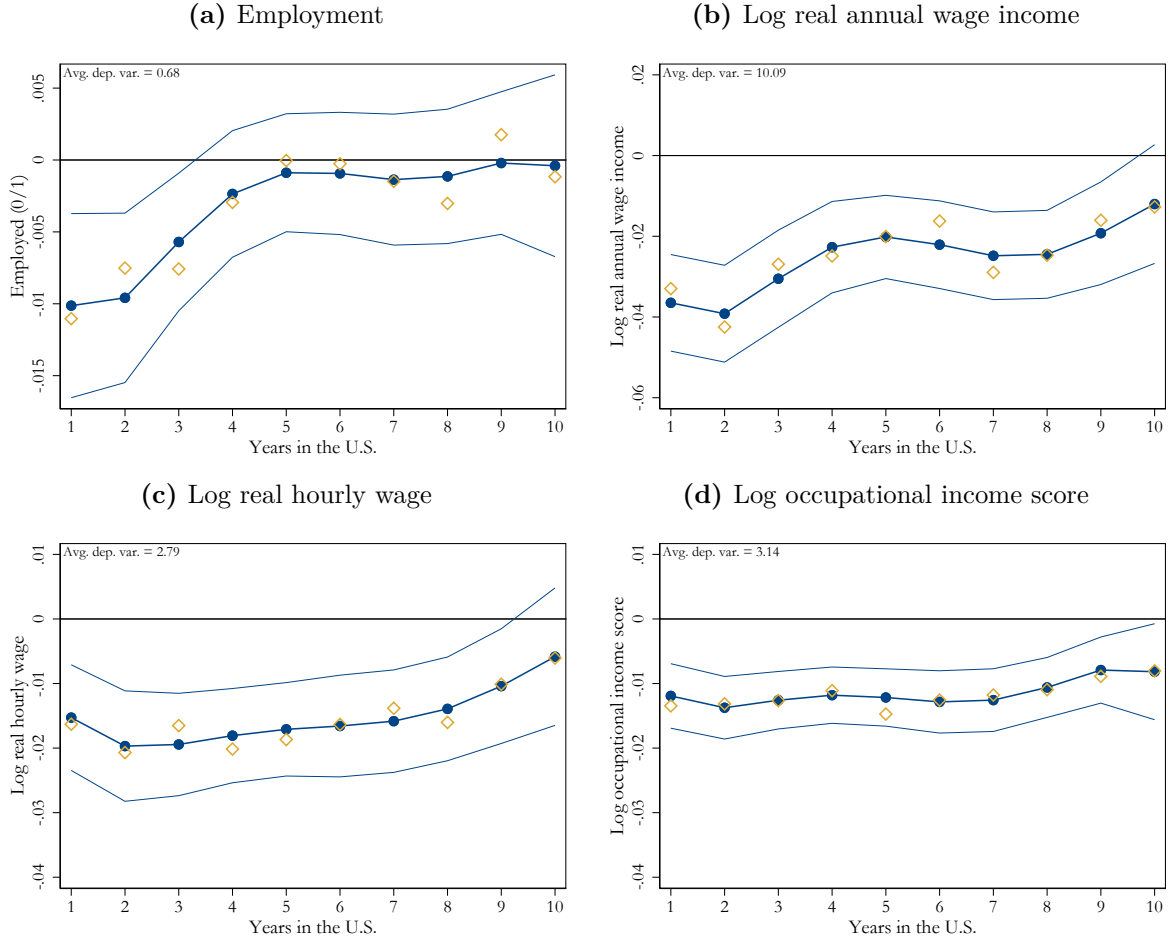 (a) Employment
Avg. dep. var. = 0.68
Employed (0/1)
.005
0
-.005
-.01
-.015
1 2 3 4 5 6 7 8 9 10
Years in the U.S.
(b) Log real annual wage income
Avg. dep. var. = 10.09
Log real annual wage income
.02
0
-.02
-.04
-.06
1 2 3 4 5 6 7 8 9 10
Years in the U.S.
(c) Log real hourly wage
Avg. dep. var. = 2.79
Log real hourly wage
.01
0
-.01
-.02
-.03
-.04
1 2 3 4 5 6 7 8 9 10
Years in the U.S.
(d) Log occupational income score
Avg. dep. var. = 3.14
Log occupational income score
.01
0
-.01
-.02
-.03
-.04
1 2 3 4 5 6 7 8 9 10
Years in the U.S.